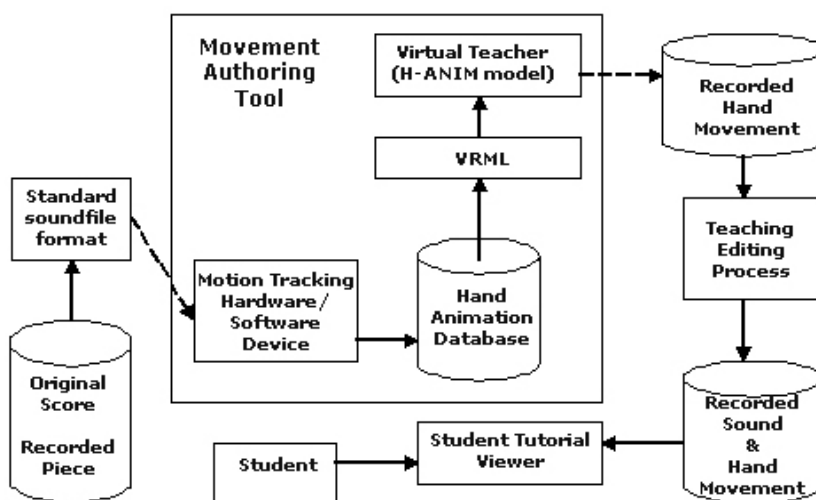 Movement
Authoring
Tool
Virtual Teacher
(H-ANIM model)
Recorded
Hand
Movement
VRML
Standard
soundfile
format
Teaching
Editing
Process
Motion Tracking
Hardware/
Software
Device
Hand
Animation
Database
Original
Score
Recorded
Piece
Student
Student Tutorial
Viewer
Recorded
Sound
&
Hand
Movement